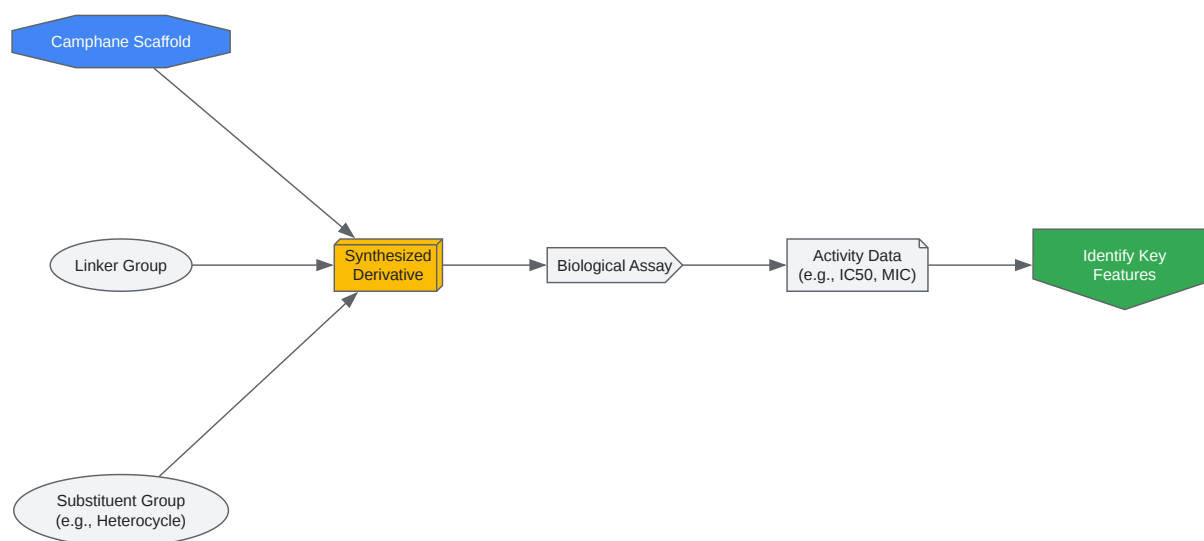 Camphane Scaffold
Linker Group
Substituent Group
(e.g., Heterocycle)
Synthesized
Derivative
Biological Assay
Activity Data
(e.g., IC50, MIC)
Identify Key
Features